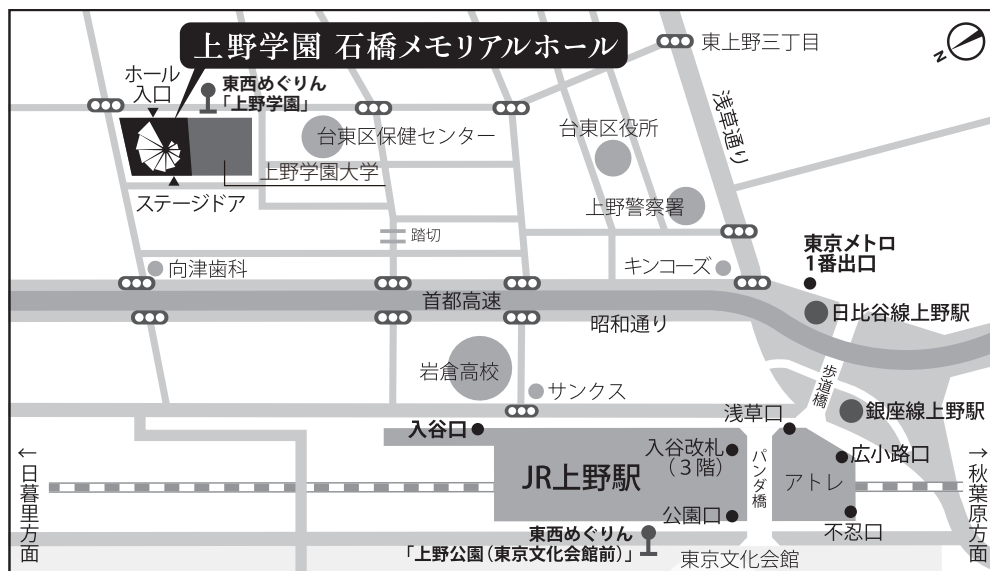 上野学園 石橋メモリアルホール
東上野三丁目
N
ホール
入口
東西めぐりん
「上野学園」
浅草通り
台東区保健センター
台東区役所
上野学園大学
ステージドア
上野警察署
踏切
東京メトロ
1番出口
向津歯科
キンコーズ
首都高速
日比谷線上野駅
昭和通り
岩倉高校
サンクス
歩道橋
浅草口
銀座線上野駅
入谷口
入谷改札
(3階)
パンダ橋
広小路口
アトレ
JR上野駅
←日暮里方面
→秋葉原方面
公園口
不忍口
東西めぐりん
「上野公園(東京文化会館前)」
東京文化会館